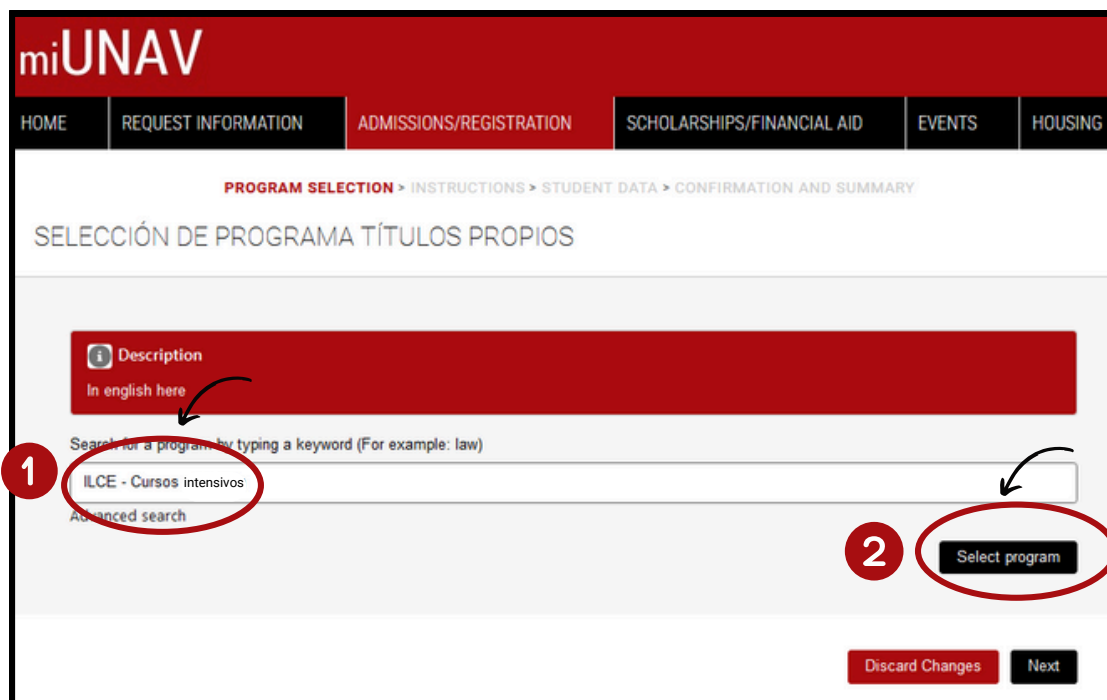 miUNAV
HOME REQUEST INFORMATION ADMISSIONS/REGISTRATION SCHOLARSHIPS/FINANCIAL AID EVENTS HOUSING
PROGRAM SELECTION > INSTRUCTIONS > STUDENT DATA > CONFIRMATION AND SUMMARY
SELECCIÓN DE PROGRAMA TÍTULOS PROPIOS
i Description
In english here
Search for a program by typing a keyword (For example: law)
1
ILCE - Cursos intensivos
Advanced search
2 Select program
Discard Changes Next